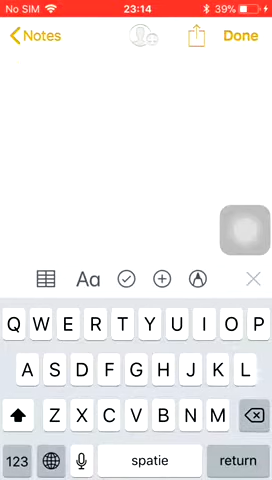 No SIM 23:14 39%
Notes Done
Aa
Q W E R T Y U I O P
A S D F G H J K L
Z X C V B N M
123 spatie return